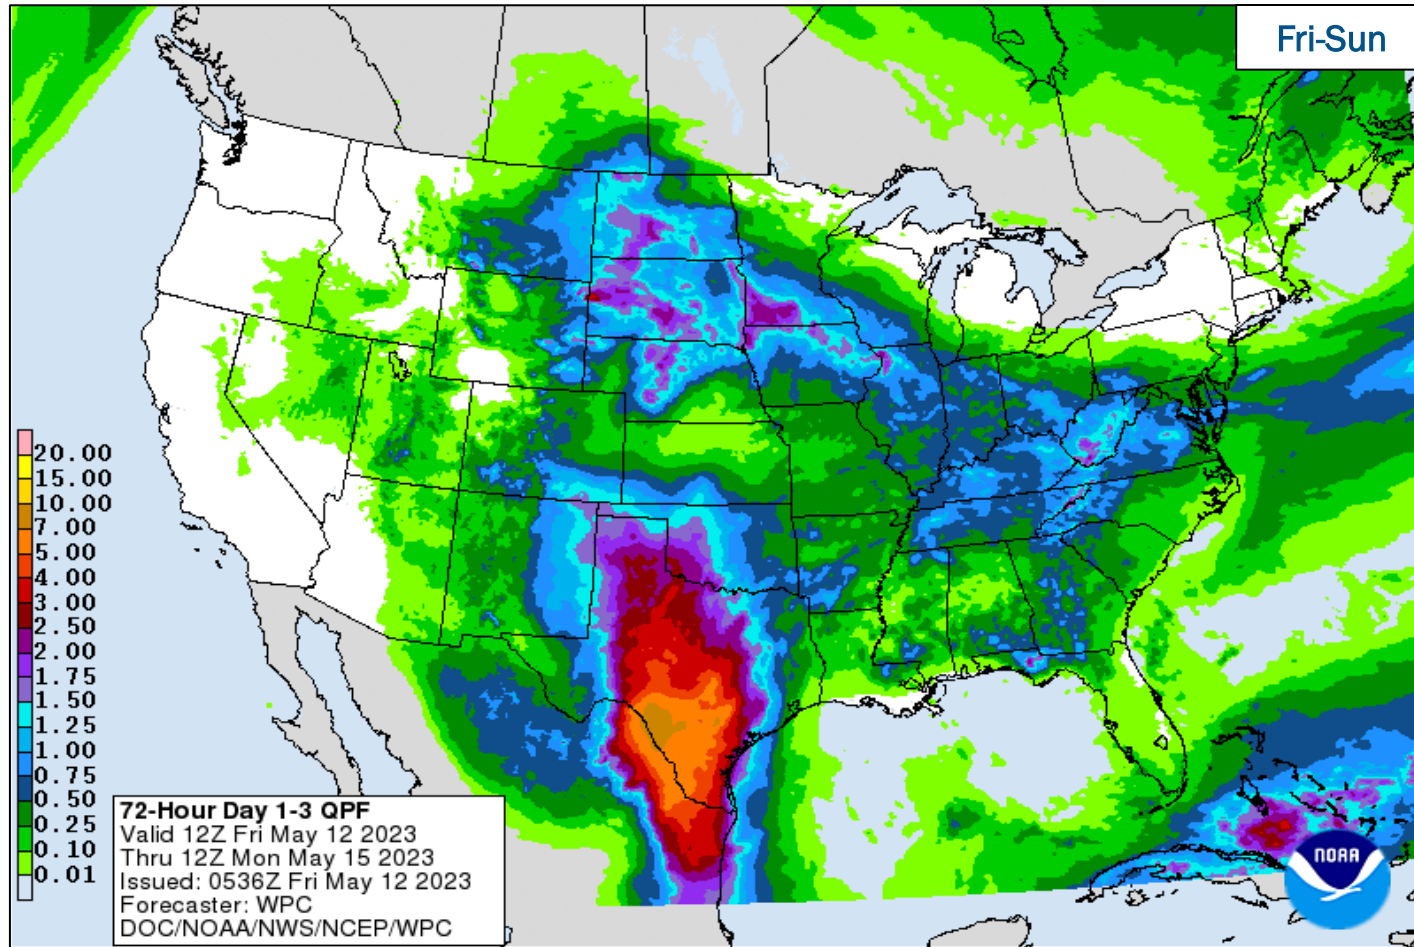 Fri-Sun
20.00
15.00
10.00
7.00
5.00
4.00
3.00
2.50
2.00
1.75
1.50
1.25
1.00
0.75
0.50
0.25
0.10
0.01
72-Hour Day 1-3 QPF
Valid 12Z Fri May 12 2023
Thru 12Z Mon May 15 2023
Issued: 0536Z Fri May 12 2023
Forecaster: WPC
DOC/NOAA/NWS/NCEP/WPC
NOAA